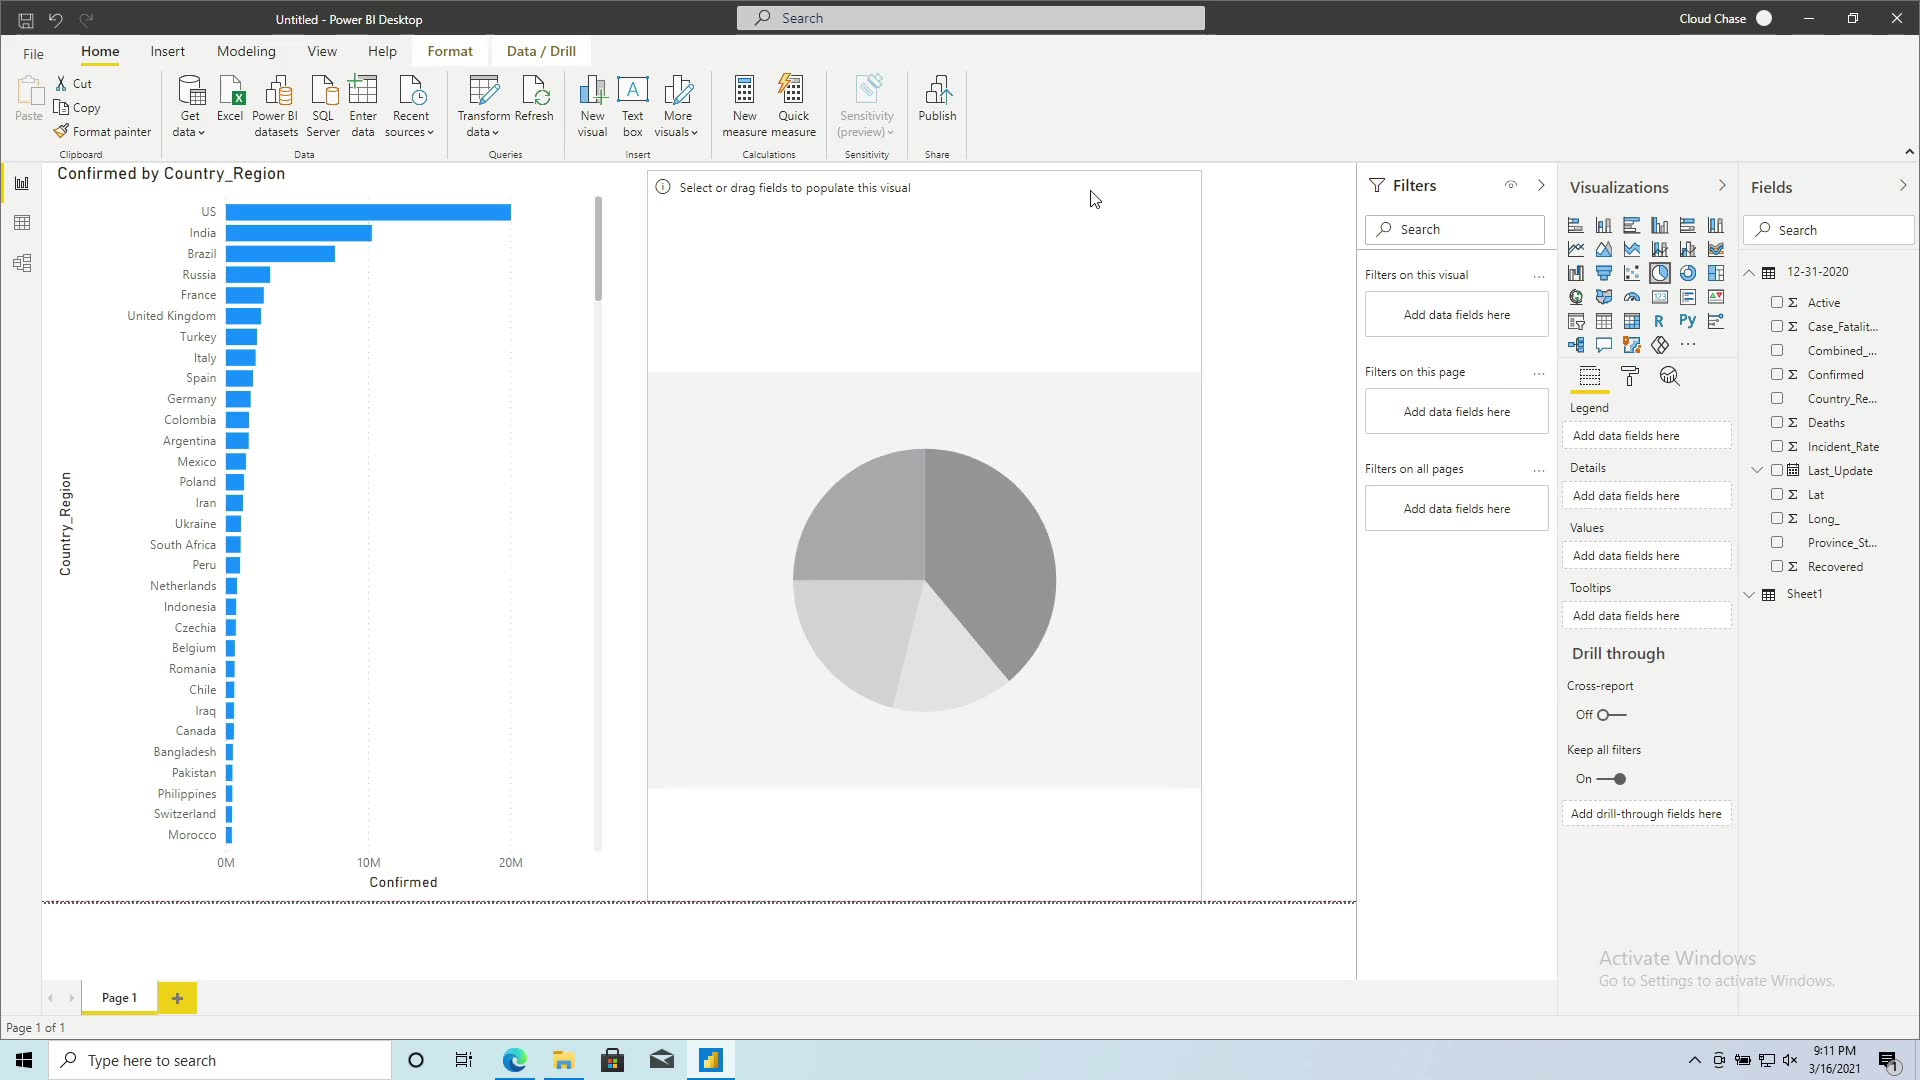 Untitled - Power BI Desktop
Search
Cloud Chase
File
Home
Insert
Modeling
View
Help
Format
Data / Drill
Paste
Cut
Copy
Format painter
Clipboard
Get data
Excel
Power BI datasets
SQL Server
Enter data
Recent sources
Data
Transform data
Refresh
Queries
New visual
Text box
More visuals
Insert
New measure
Quick measure
Calculations
Sensitivity (preview)
Sensitivity
Publish
Share
Confirmed by Country_Region
US
India
Brazil
Russia
France
United Kingdom
Turkey
Italy
Spain
Germany
Colombia
Argentina
Mexico
Poland
Iran
Ukraine
South Africa
Peru
Netherlands
Indonesia
Czechia
Belgium
Romania
Chile
Iraq
Canada
Bangladesh
Pakistan
Philippines
Switzerland
Morocco
Country_Region
0M
10M
20M
Confirmed
Select or drag fields to populate this visual
Filters
Search
Filters on this visual
Add data fields here
Filters on this page
Add data fields here
Filters on all pages
Add data fields here
Visualizations
123
R
Py
Legend
Add data fields here
Details
Add data fields here
Values
Add data fields here
Tooltips
Add data fields here
Drill through
Cross-report
Off
Keep all filters
On
Add drill-through fields here
Fields
Search
12-31-2020
Σ Active
Σ Case_Fatalit...
Combined_...
Σ Confirmed
Country_Re...
Σ Deaths
Σ Incident_Rate
Last_Update
Σ Lat
Σ Long_
Province_St...
Σ Recovered
Sheet1
Activate Windows
Go to Settings to activate Windows.
Page 1
Page 1 of 1
Type here to search
9:11 PM
3/16/2021
1